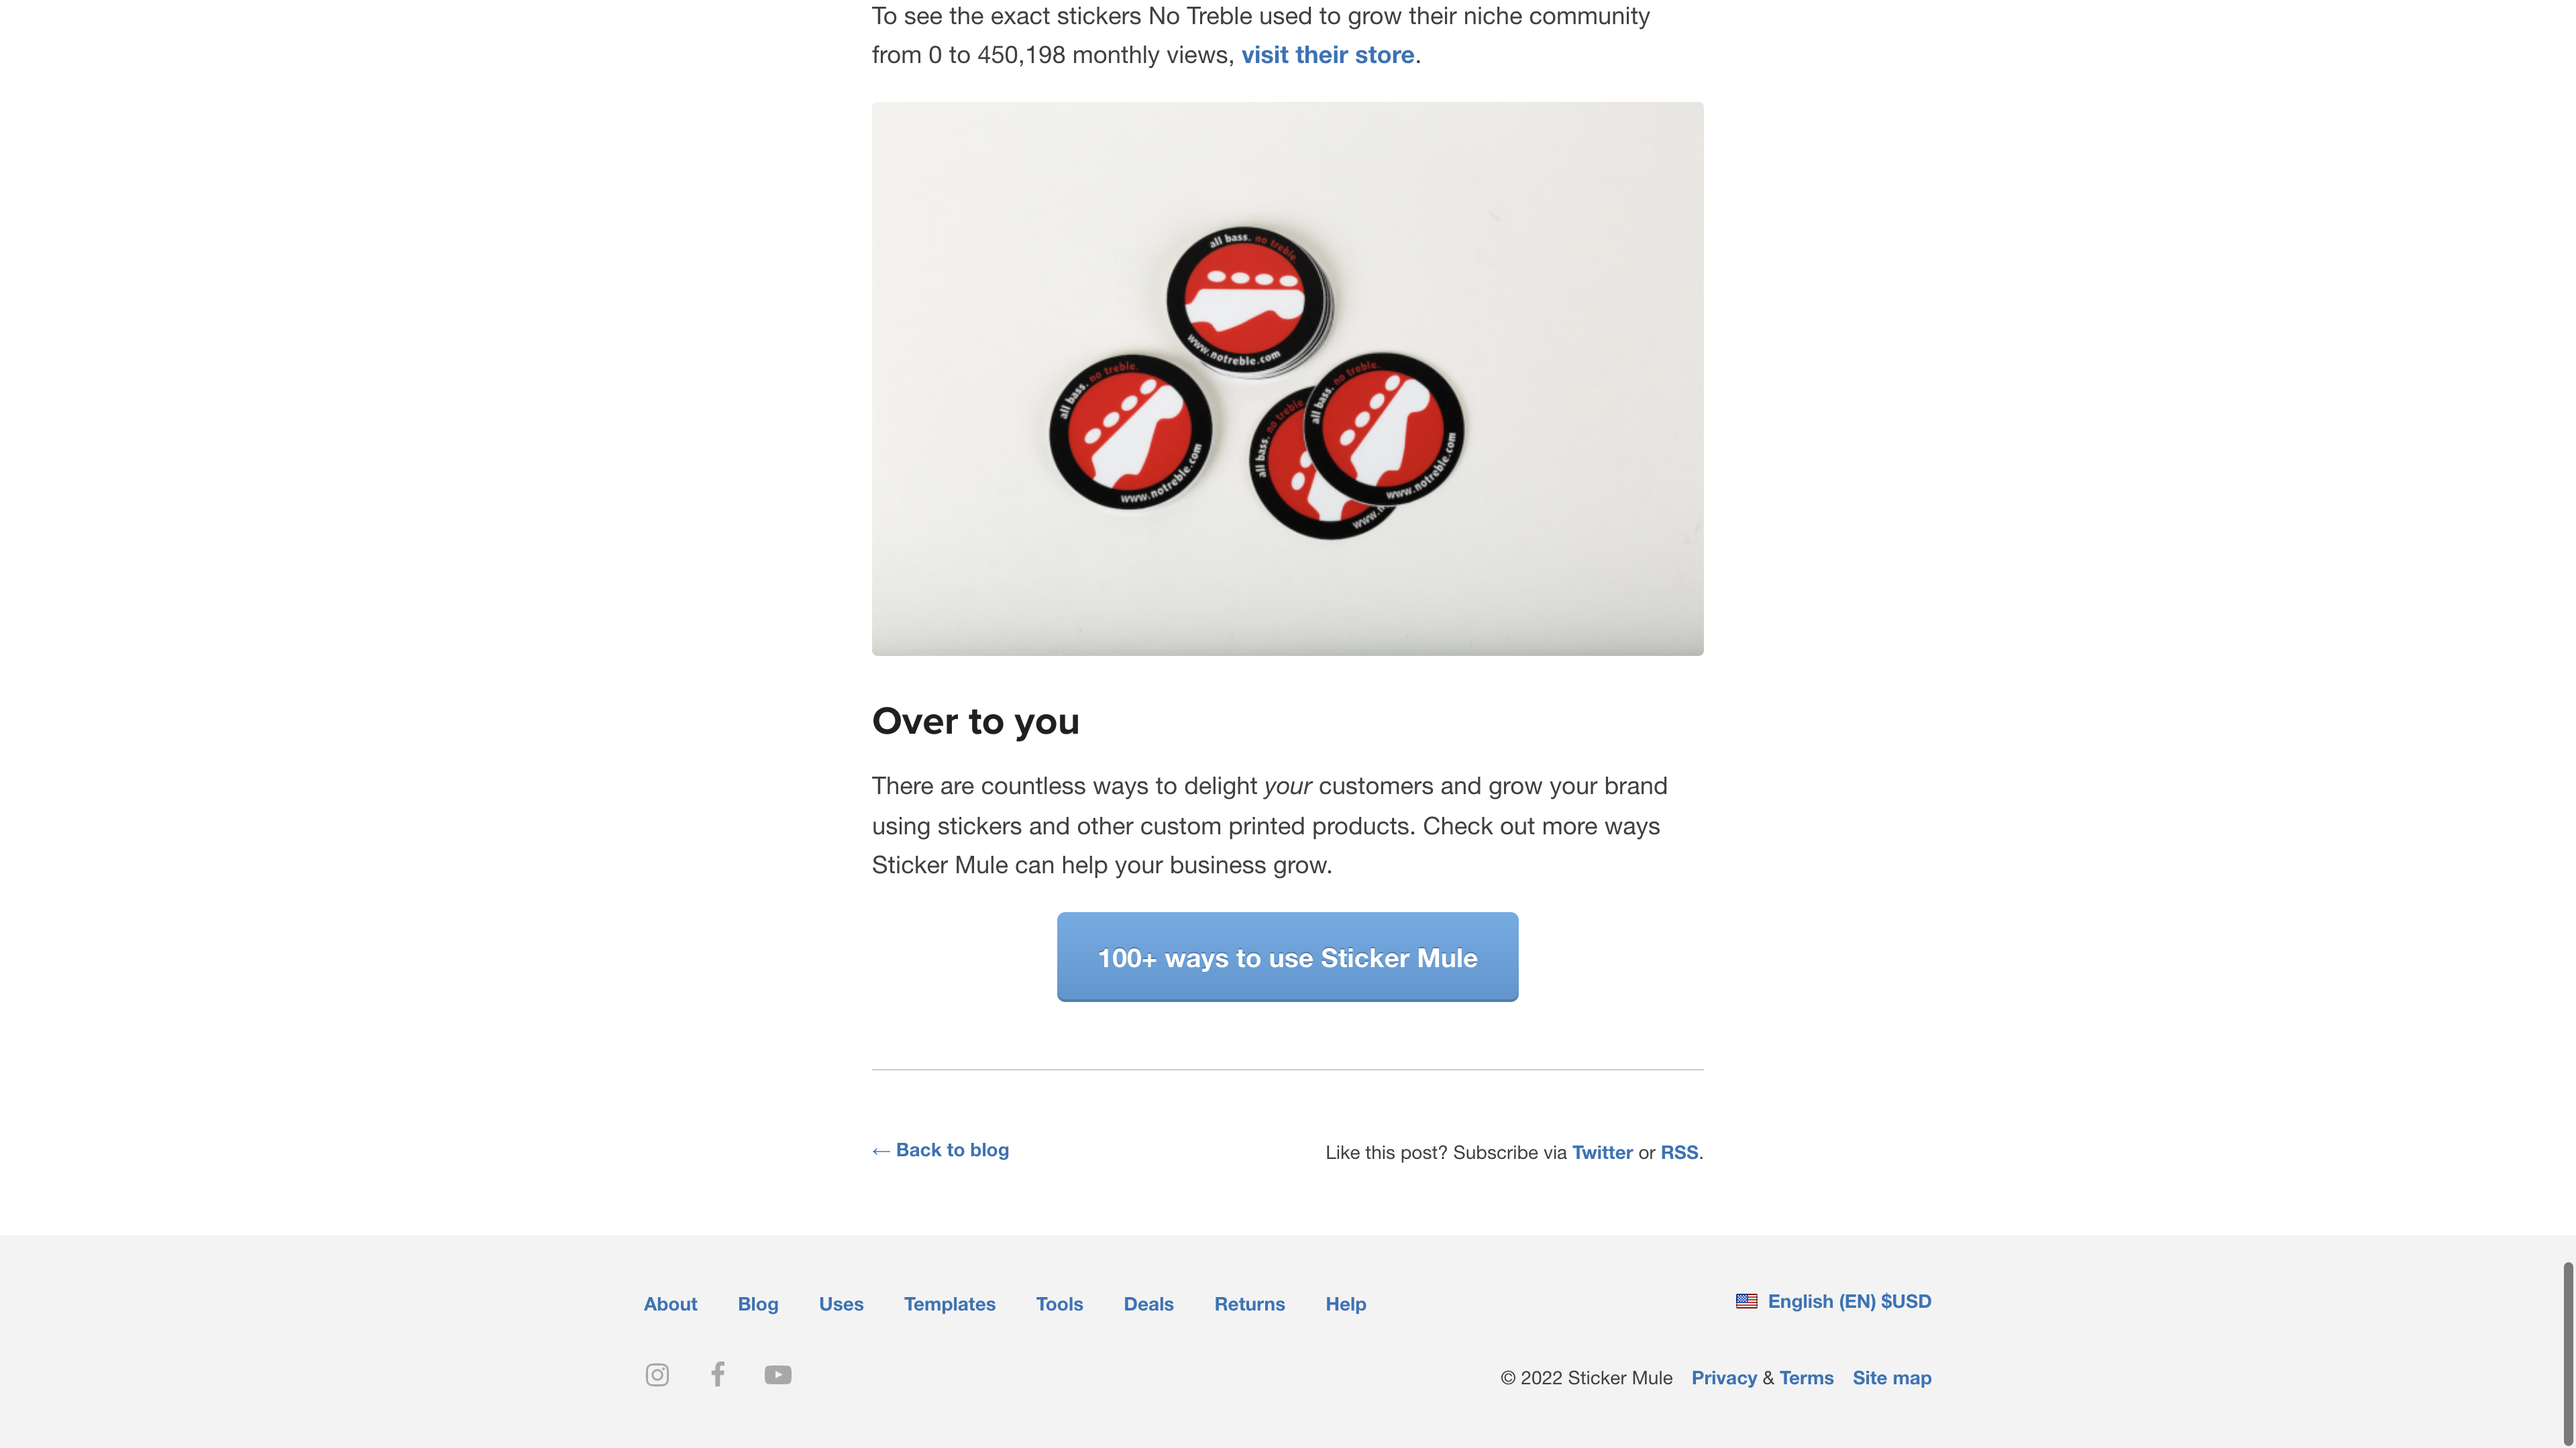 To see the exact stickers No Treble used to grow their niche community
from 0 to 450,198 monthly views, visit their store.
all bass. no treble.
www.notreble.com
all bass. no treble.
www.notreble.com
all bass. no treble.
www.notreble.com
all bass. no treble.
www.n
Over to you
There are countless ways to delight your customers and grow your brand
using stickers and other custom printed products. Check out more ways
Sticker Mule can help your business grow.
100+ ways to use Sticker Mule
← Back to blog
Like this post? Subscribe via Twitter or RSS.
About Blog Uses Templates Tools Deals Returns Help
English (EN) $USD
© 2022 Sticker Mule Privacy & Terms Site map